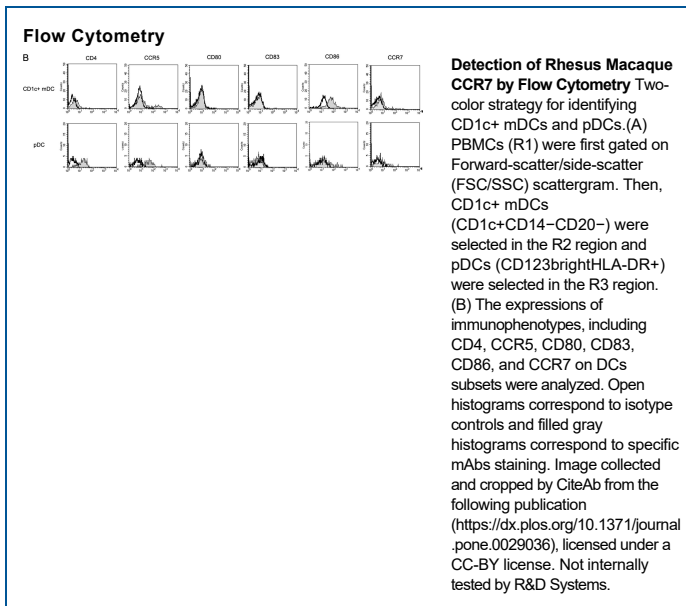 Flow Cytometry
B
CD4 CCR5 CD80 CD83 CD86 CCR7
CD1c+ mDC
pDC
Detection of Rhesus Macaque
CCR7 by Flow Cytometry Two-
color strategy for identifying
CD1c+ mDCs and pDCs.(A)
PBMCs (R1) were first gated on
Forward-scatter/side-scatter
(FSC/SSC) scattergram. Then,
CD1c+ mDCs
(CD1c+CD14−CD20−) were
selected in the R2 region and
pDCs (CD123brightHLA-DR+)
were selected in the R3 region.
(B) The expressions of
immunophenotypes, including
CD4, CCR5, CD80, CD83,
CD86, and CCR7 on DCs
subsets were analyzed. Open
histograms correspond to isotype
controls and filled gray
histograms correspond to specific
mAbs staining. Image collected
and cropped by CiteAb from the
following publication
(https://dx.plos.org/10.1371/journal
.pone.0029036), licensed under a
CC-BY license. Not internally
tested by R&D Systems.